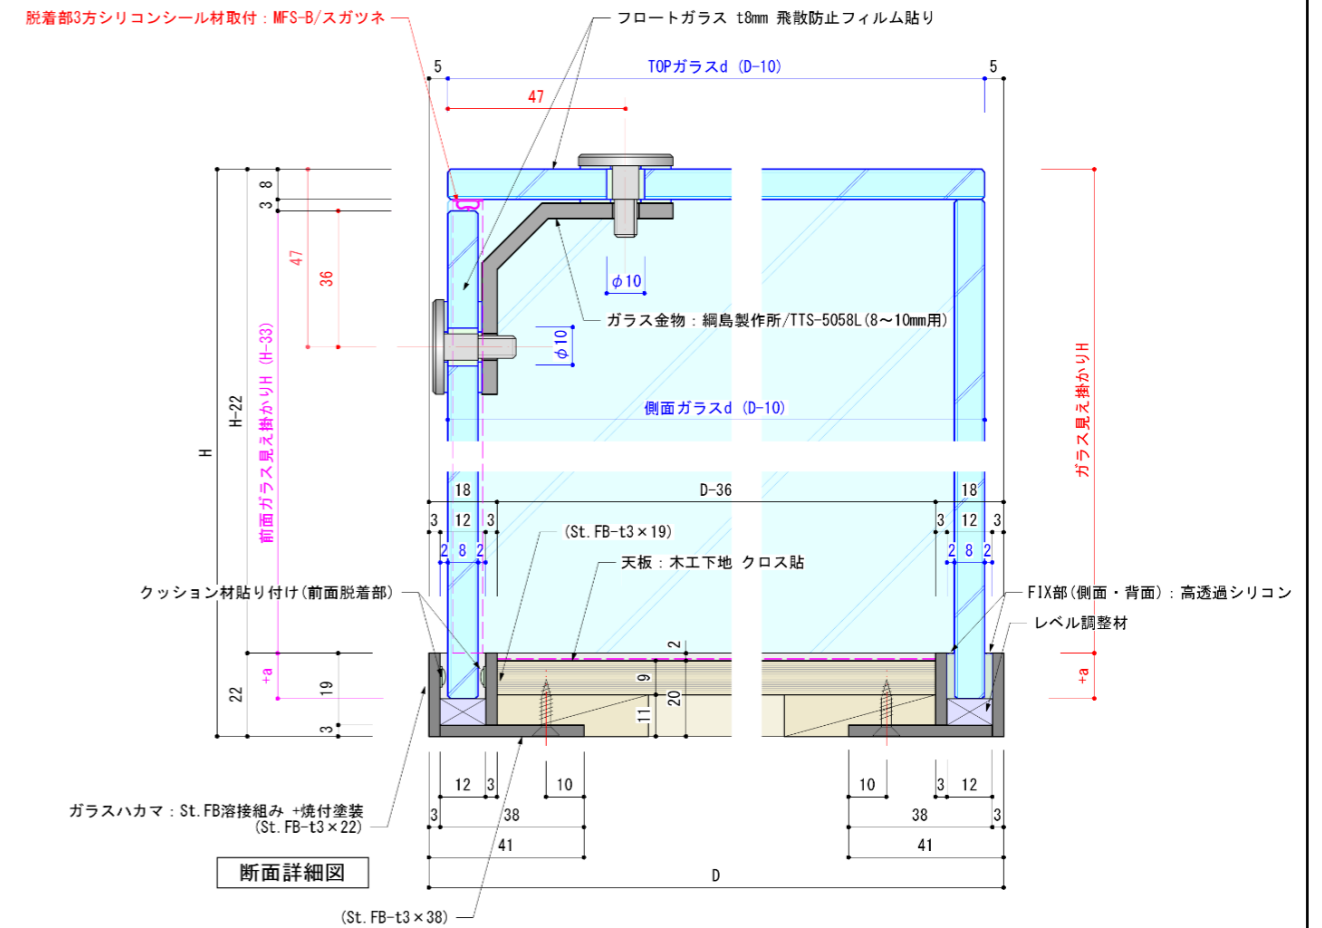 脱着部3方シリコンシール材取付：MFS-B/スガツネ
フロートガラス t8mm 飛散防止フィルム貼り
5
TOPガラスd (D-10)
5
47
8
3
47
36
φ10
ガラス金物：綱島製作所/TTS-5058L(8～10mm用)
φ10
H
H-22
前面ガラス見え掛かりH (H-33)
ガラス見え掛かりH
側面ガラスd (D-10)
18
D-36
18
3
12
3
3
12
3
2
8
2
2
8
2
(St.FB-t3×19)
天板：木工下地 クロス貼
クッション材貼り付け(前面脱着部)
FIX部(側面・背面)：高透過シリコン
レベル調整材
22
+a
19
3
2
9
11
20
+a
12
3
10
10
3
12
ガラスハカマ：St.FB溶接組み +焼付塗装
(St.FB-t3×22)
3
38
38
3
41
41
断面詳細図
D
(St.FB-t3×38)